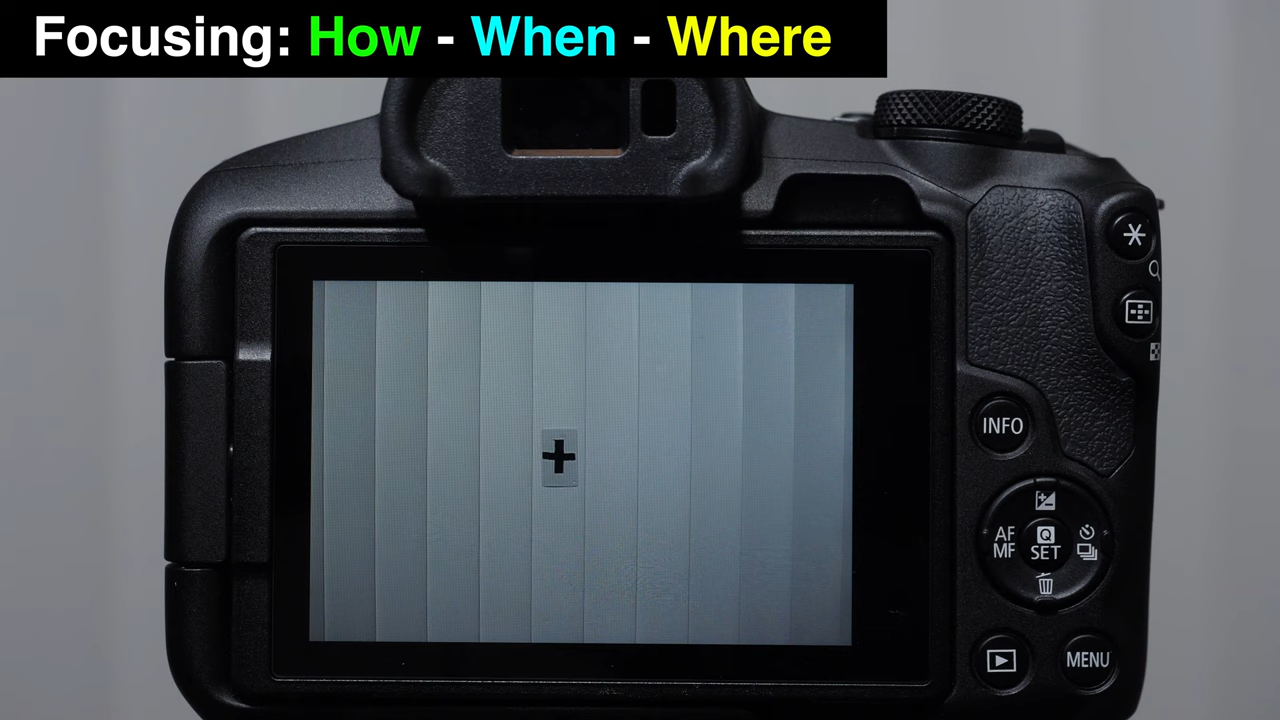 Focusing: How - When - Where
INFO
AF
MF
Q
SET
MENU